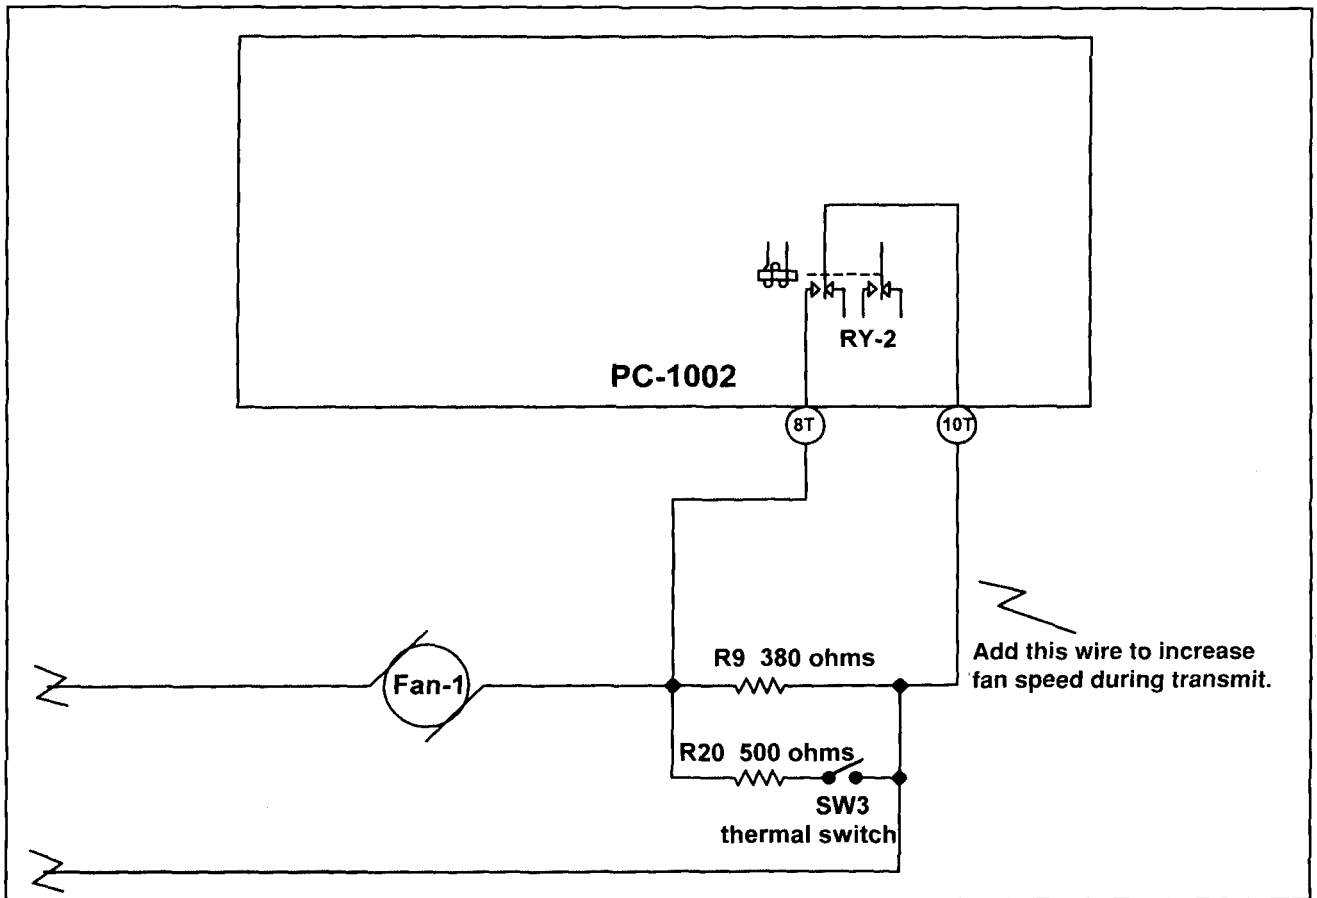 RY-2
PC-1002
8T
10T
Add this wire to increase
fan speed during transmit.
R9 380 ohms
Fan-1
R20 500 ohms
SW3
thermal switch